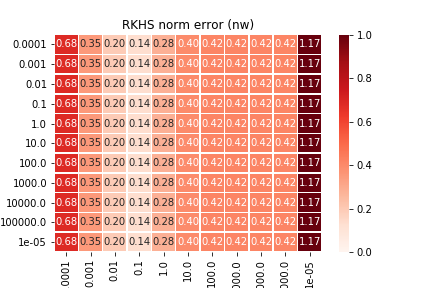 RKHS norm error (nw)
0.0001 0.68 0.35 0.20 0.14 0.28 0.40 0.42 0.42 0.42 0.42 1.17
0.001 0.68 0.35 0.20 0.14 0.28 0.40 0.42 0.42 0.42 0.42 1.17
0.01 0.68 0.35 0.20 0.14 0.28 0.40 0.42 0.42 0.42 0.42 1.17
0.1 0.68 0.35 0.20 0.14 0.28 0.40 0.42 0.42 0.42 0.42 1.17
1.0 0.68 0.35 0.20 0.14 0.28 0.40 0.42 0.42 0.42 0.42 1.17
10.0 0.68 0.35 0.20 0.14 0.28 0.40 0.42 0.42 0.42 0.42 1.17
100.0 0.68 0.35 0.20 0.14 0.28 0.40 0.42 0.42 0.42 0.42 1.17
1000.0 0.68 0.35 0.20 0.14 0.28 0.40 0.42 0.42 0.42 0.42 1.17
10000.0 0.68 0.35 0.20 0.14 0.28 0.40 0.42 0.42 0.42 0.42 1.17
100000.0 0.68 0.35 0.20 0.14 0.28 0.40 0.42 0.42 0.42 0.42 1.17
1e-05 0.68 0.35 0.20 0.14 0.28 0.40 0.42 0.42 0.42 0.42 1.17
0001 0.001 0.01 0.1 1.0 10.0 100.0 000.0 000.0 000.0 1e-05
1.0
0.8
0.6
0.4
0.2
0.0